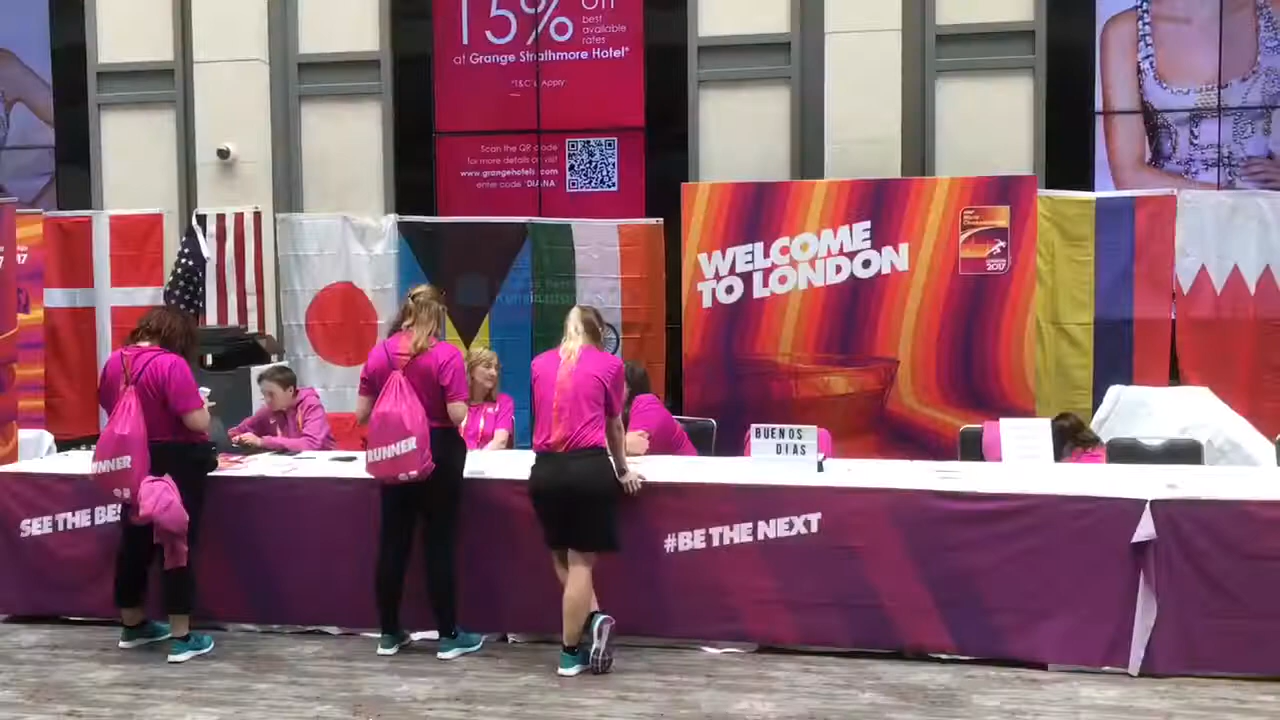 15% off
best
available
rates
at Grange Strathmore Hotel*
*T&C's Apply
Scan the QR code
for more details or visit
www.grangehotels.com
enter code 'DIANA'
WELCOME
TO LONDON
LONDON
2017
BUENOS
DIAS
RUNNER
RUNNER
SEE THE BES
#BE THE NEXT